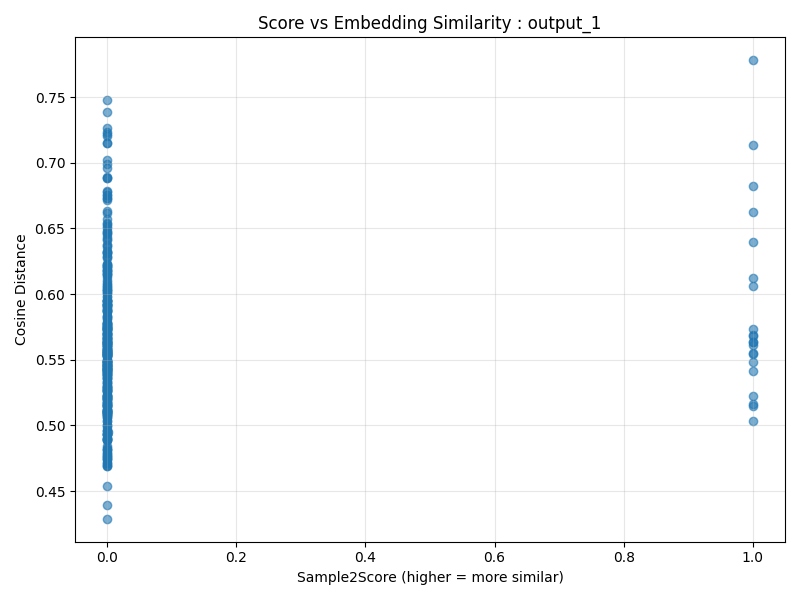 Score vs Embedding Similarity : output_1
Cosine Distance
0.75
0.70
0.65
0.60
0.55
0.50
0.45
0.0 0.2 0.4 0.6 0.8 1.0
Sample2Score (higher = more similar)